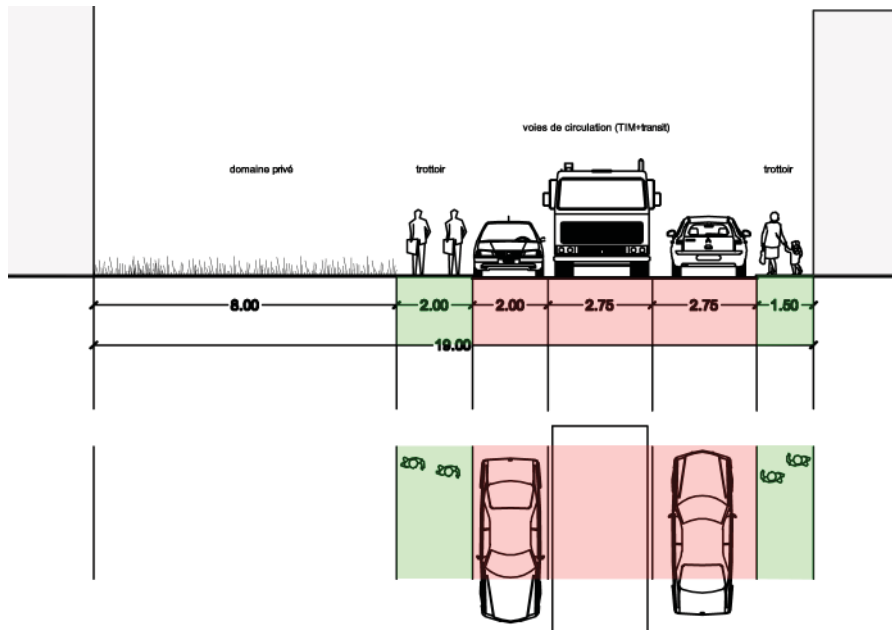 voies de circulation (TIM+transit)
domaine privé
trottoir
trottoir
8.00
2.00
2.00
2.75
2.75
1.50
19.00